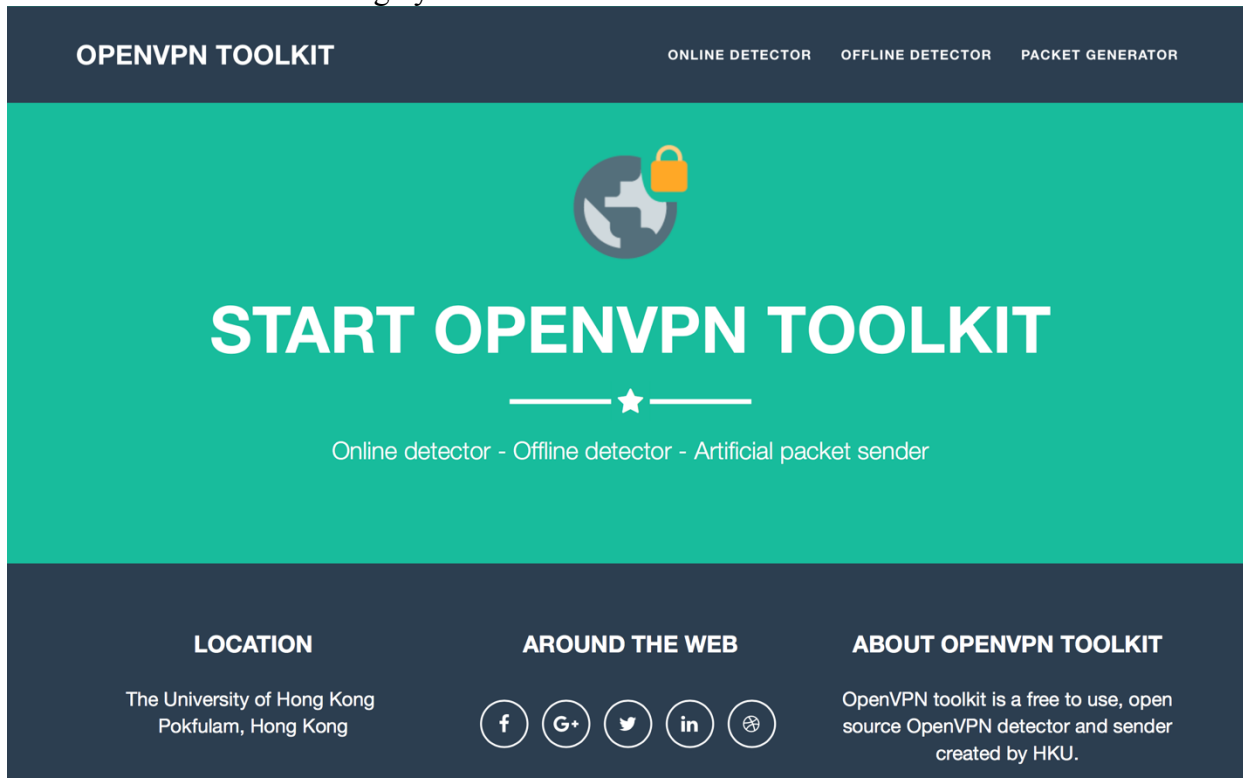 OPENVPN TOOLKIT
ONLINE DETECTOR OFFLINE DETECTOR PACKET GENERATOR
START OPENVPN TOOLKIT
Online detector - Offline detector - Artificial packet sender
LOCATION
The University of Hong Kong
Pokfulam, Hong Kong
AROUND THE WEB
f G+ in
ABOUT OPENVPN TOOLKIT
OpenVPN toolkit is a free to use, open
source OpenVPN detector and sender
created by HKU.